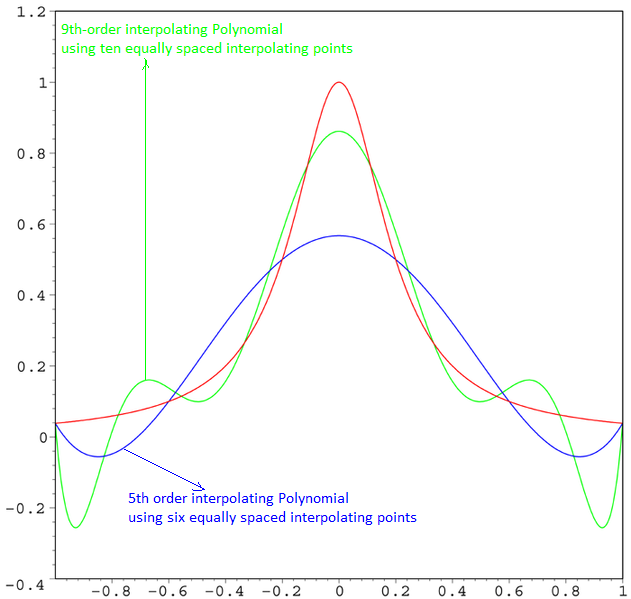 1.2
9th-order interpolating Polynomial
using ten equally spaced interpolating points
1
0.8
0.6
0.4
0.2
0
-0.2
-0.4
5th order interpolating Polynomial
using six equally spaced interpolating points
-0.8 -0.6 -0.4 -0.2 0 0.2 0.4 0.6 0.8 1